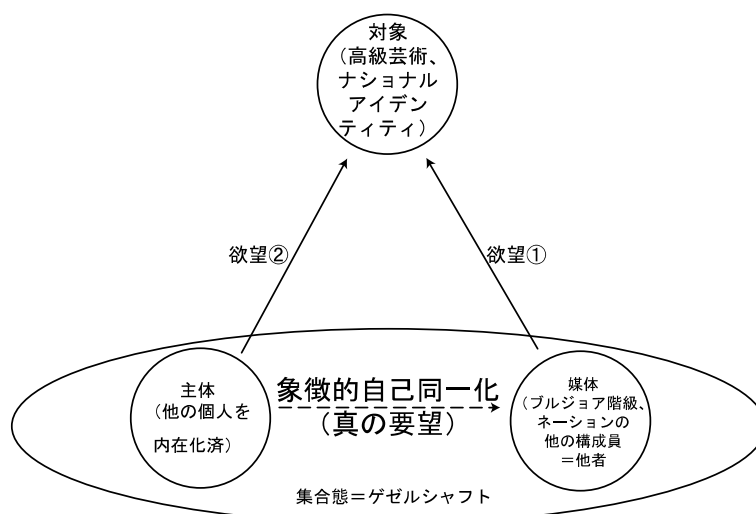 対象
（高級芸術、
ナショナル
アイデン
ティティ）
欲望②
欲望①
主体
（他の個人を
内在化済）
象徴的自己同一化
（真の要望）
媒体
（ブルジョア階級、
ネーションの
他の構成員
＝他者
集合態＝ゲゼルシャフト